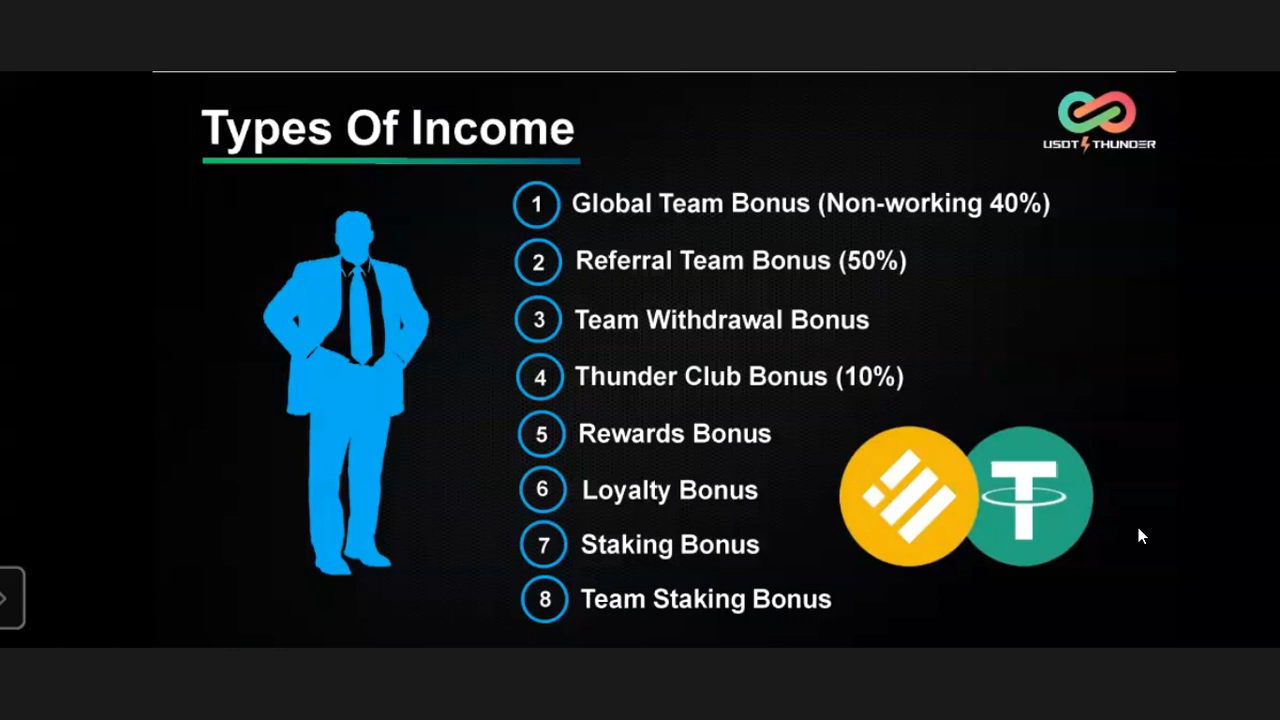 Types Of Income
USDT THUNDER
1 Global Team Bonus (Non-working 40%)
2 Referral Team Bonus (50%)
3 Team Withdrawal Bonus
4 Thunder Club Bonus (10%)
5 Rewards Bonus
6 Loyalty Bonus
7 Staking Bonus
8 Team Staking Bonus